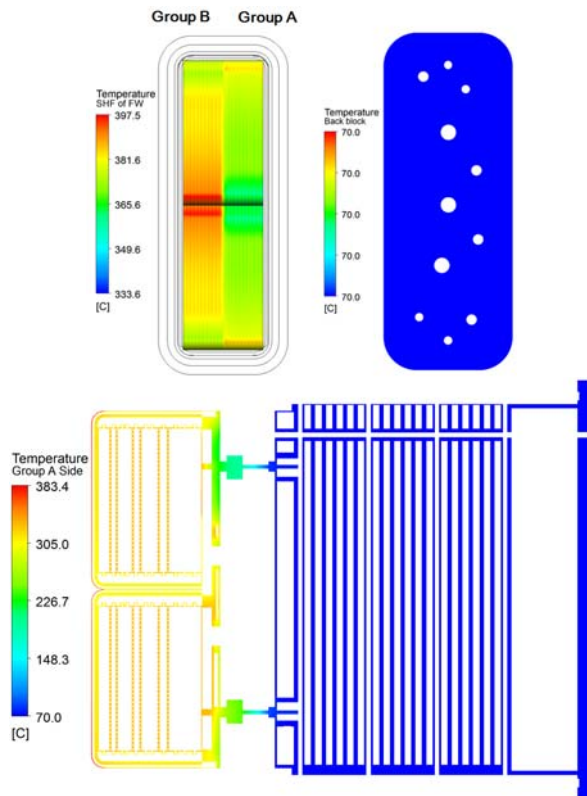 Group B Group A
Temperature
SHF of FW
397.5
381.6
365.6
349.6
333.6
[C]
Temperature
Back block
70.0
70.0
70.0
70.0
70.0
[C]
Temperature
Group A Side
383.4
305.0
226.7
148.3
70.0
[C]